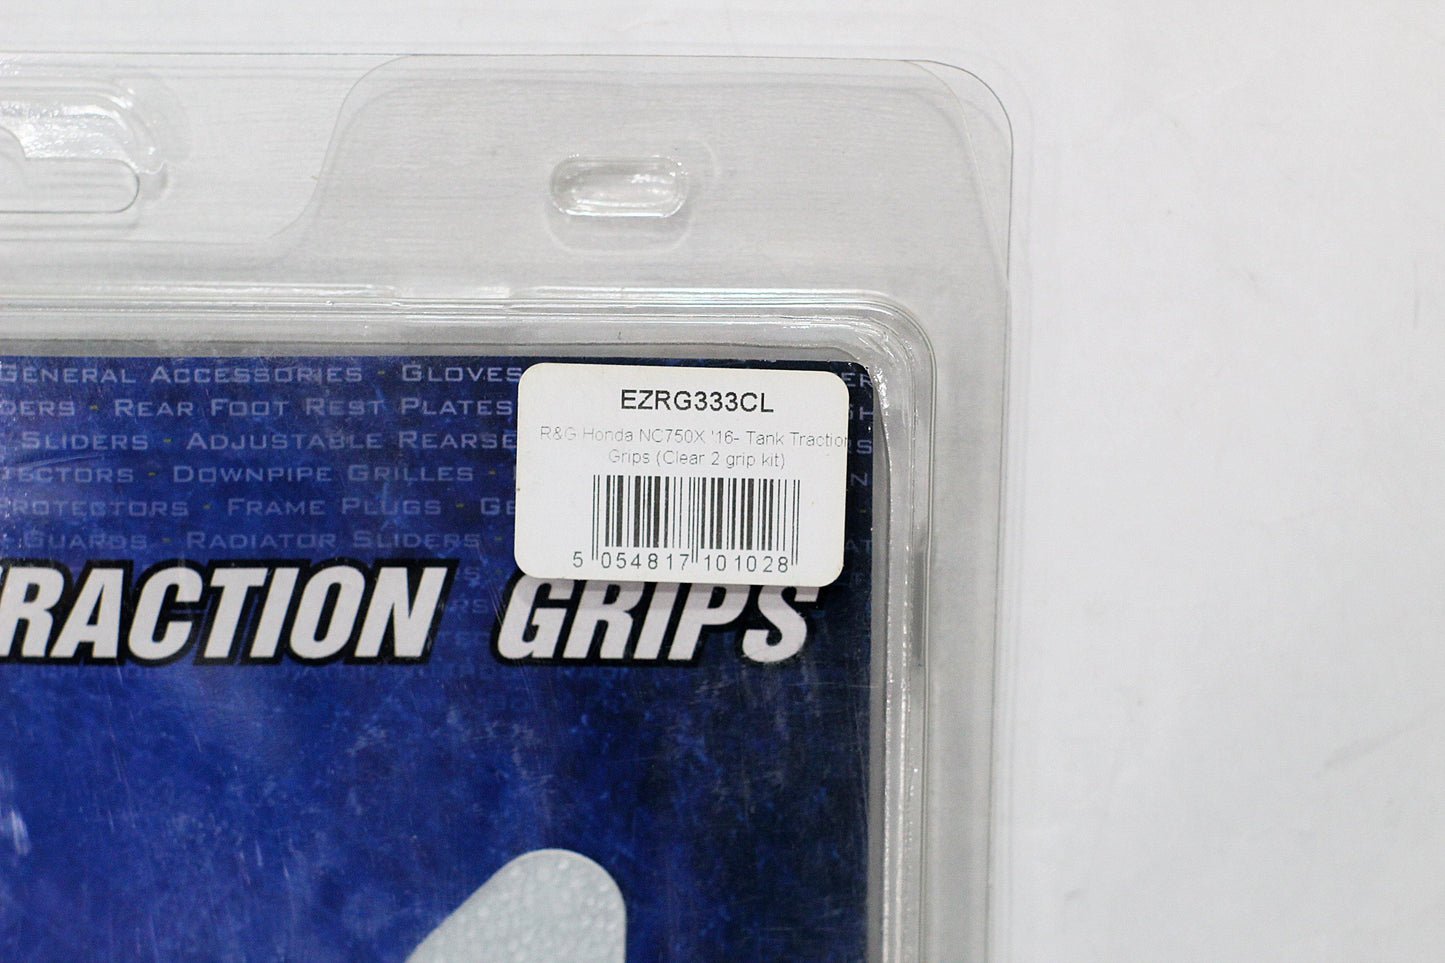 GENERAL ACCESSORIES - GLOVES
DERS - REAR FOOT REST PLATES
SLIDERS - ADJUSTABLE REARSE
ECTORS - DOWNPIPE GRILLES -
ROTECTORS - FRAME PLUGS - GE
GUARDS - RADIATOR SLIDERS -
EZRG333CL
R&G Honda NC750X '16- Tank Traction
Grips (Clear 2 grip kit)
5 054817 101028
RACTION GRIPS